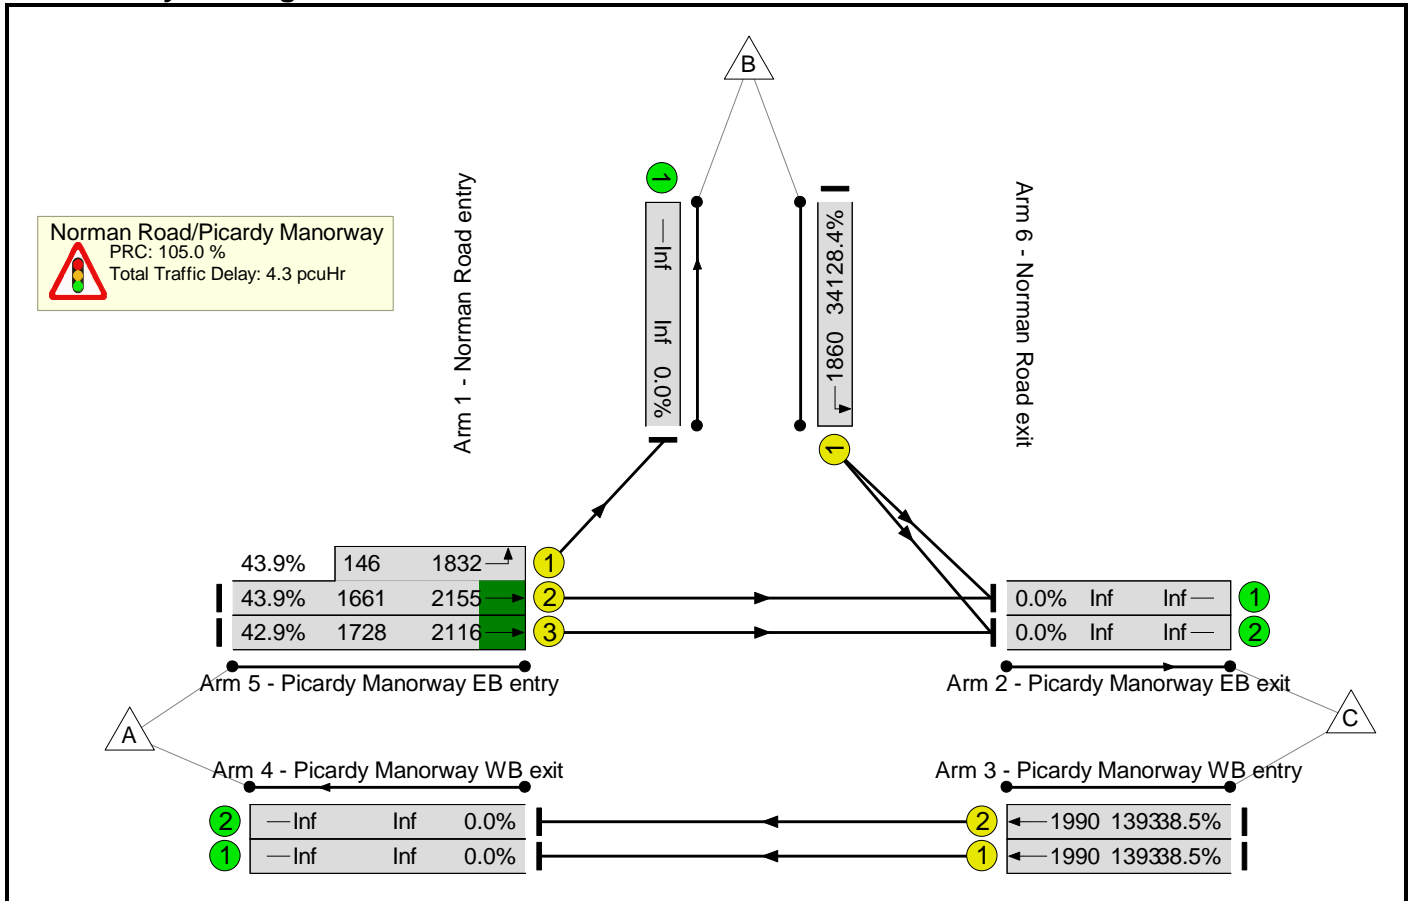 B
Norman Road/Picardy Manorway
PRC: 105.0 %
Total Traffic Delay: 4.3 pcuHr
Arm 1 - Norman Road entry
1
Inf Inf 0.0%
1860 34128.4%
1
Arm 6 - Norman Road exit
43.9% 146 1832 1
43.9% 1661 2155 2
42.9% 1728 2116 3
0.0% Inf Inf 1
0.0% Inf Inf 2
Arm 5 - Picardy Manorway EB entry
Arm 2 - Picardy Manorway EB exit
A
C
Arm 4 - Picardy Manorway WB exit
Arm 3 - Picardy Manorway WB entry
2 Inf Inf 0.0%
1 Inf Inf 0.0%
2 1990 139338.5%
1 1990 139338.5%